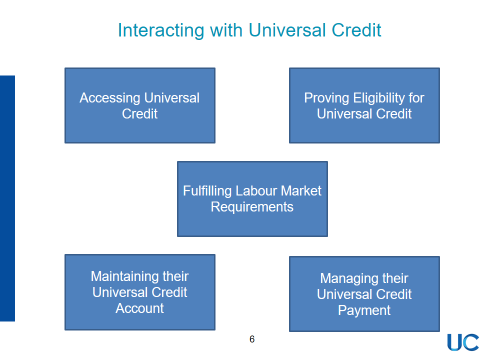 Interacting with Universal Credit
Accessing Universal
Credit
Proving Eligibility for
Universal Credit
Fulfilling Labour Market
Requirements
Maintaining their
Universal Credit
Account
Managing their
Universal Credit
Payment
6
UC